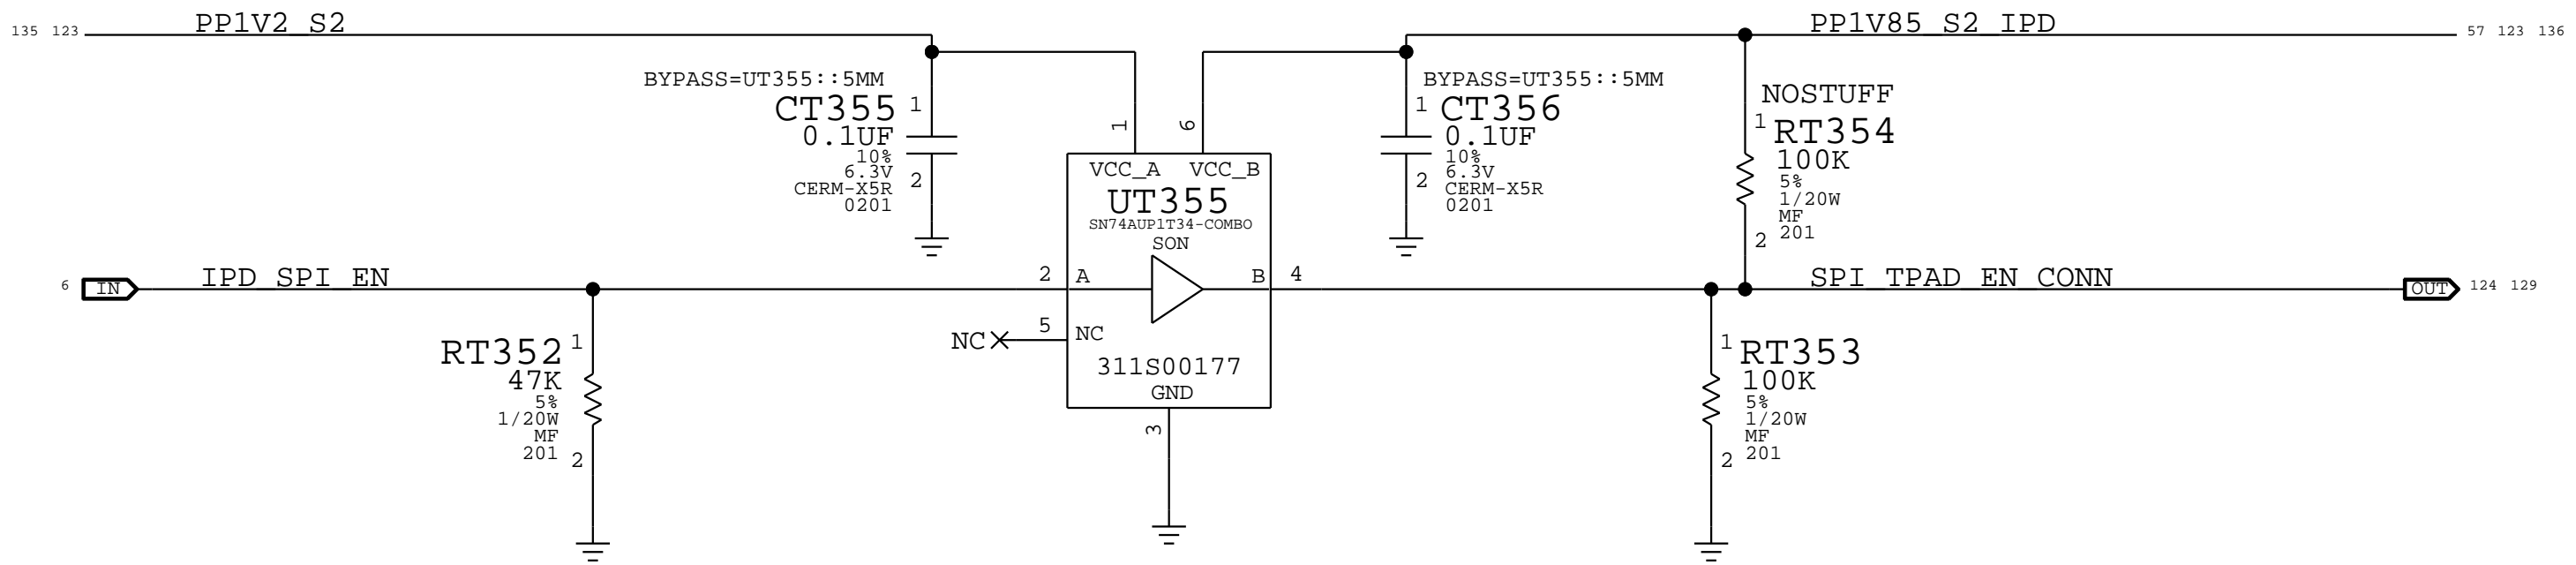 135 123 PP1V2_S2
PP1V85_S2_IPD 57 123 136
BYPASS=UT355::5MM
CT355 1
0.1UF
10%
6.3V
CERM-X5R
0201
2
1
6
BYPASS=UT355::5MM
1 CT356
0.1UF
10%
6.3V
CERM-X5R
0201
2
NOSTUFF
1 RT354
100K
5%
1/20W
MF
201
2
VCC_A VCC_B
UT355
SN74AUP1T34-COMBO
SON
6 IN IPD_SPI_EN
2 A
B 4
SPI_TPAD_EN_CONN
OUT 124 129
NC 5 NC
311S00177
GND
3
RT352 1
47K
5%
1/20W
MF
201 2
1 RT353
100K
5%
1/20W
MF
2 201